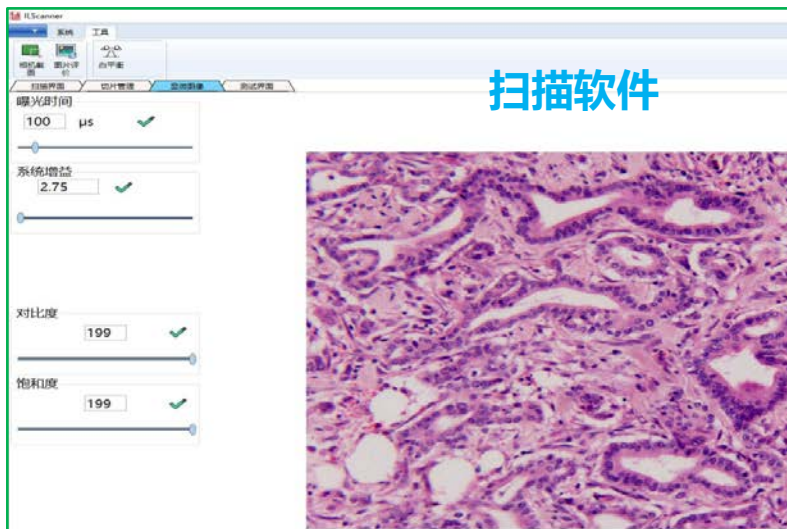 ILScanner
系统 工具
相机截图 图片评价 白平衡
扫描界面 切片管理 显微影像 测试界面
扫描软件
曝光时间
100 μs
系统增益
2.75
对比度
199
饱和度
199